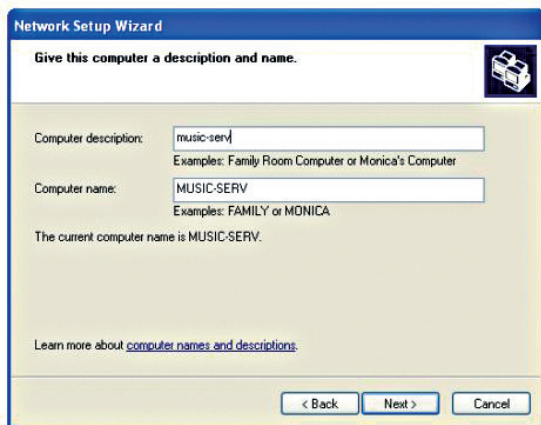 Network Setup Wizard
Give this computer a description and name.
Computer description: music-serv
Examples: Family Room Computer or Monica's Computer
Computer name: MUSIC-SERV
Examples: FAMILY or MONICA
The current computer name is MUSIC-SERV.
Learn more about computer names and descriptions.
< Back Next > Cancel